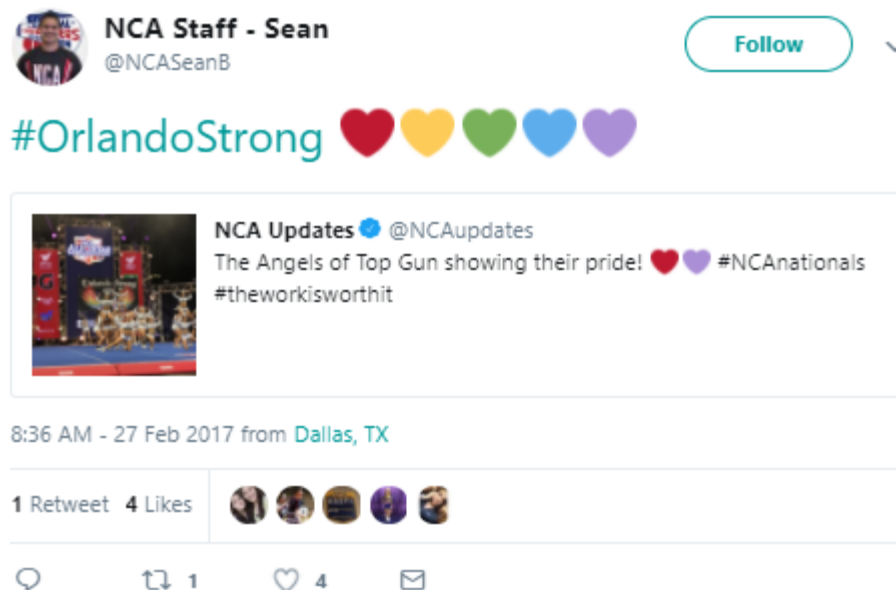 NCA Staff - Sean
@NCASeanB
Follow
#OrlandoStrong ❤️💛💚💙💜
NCA Updates @NCAupdates
The Angels of Top Gun showing their pride! ❤️💜 #NCAnationals
#theworkisworthit
8:36 AM - 27 Feb 2017 from Dallas, TX
1 Retweet 4 Likes
1 4